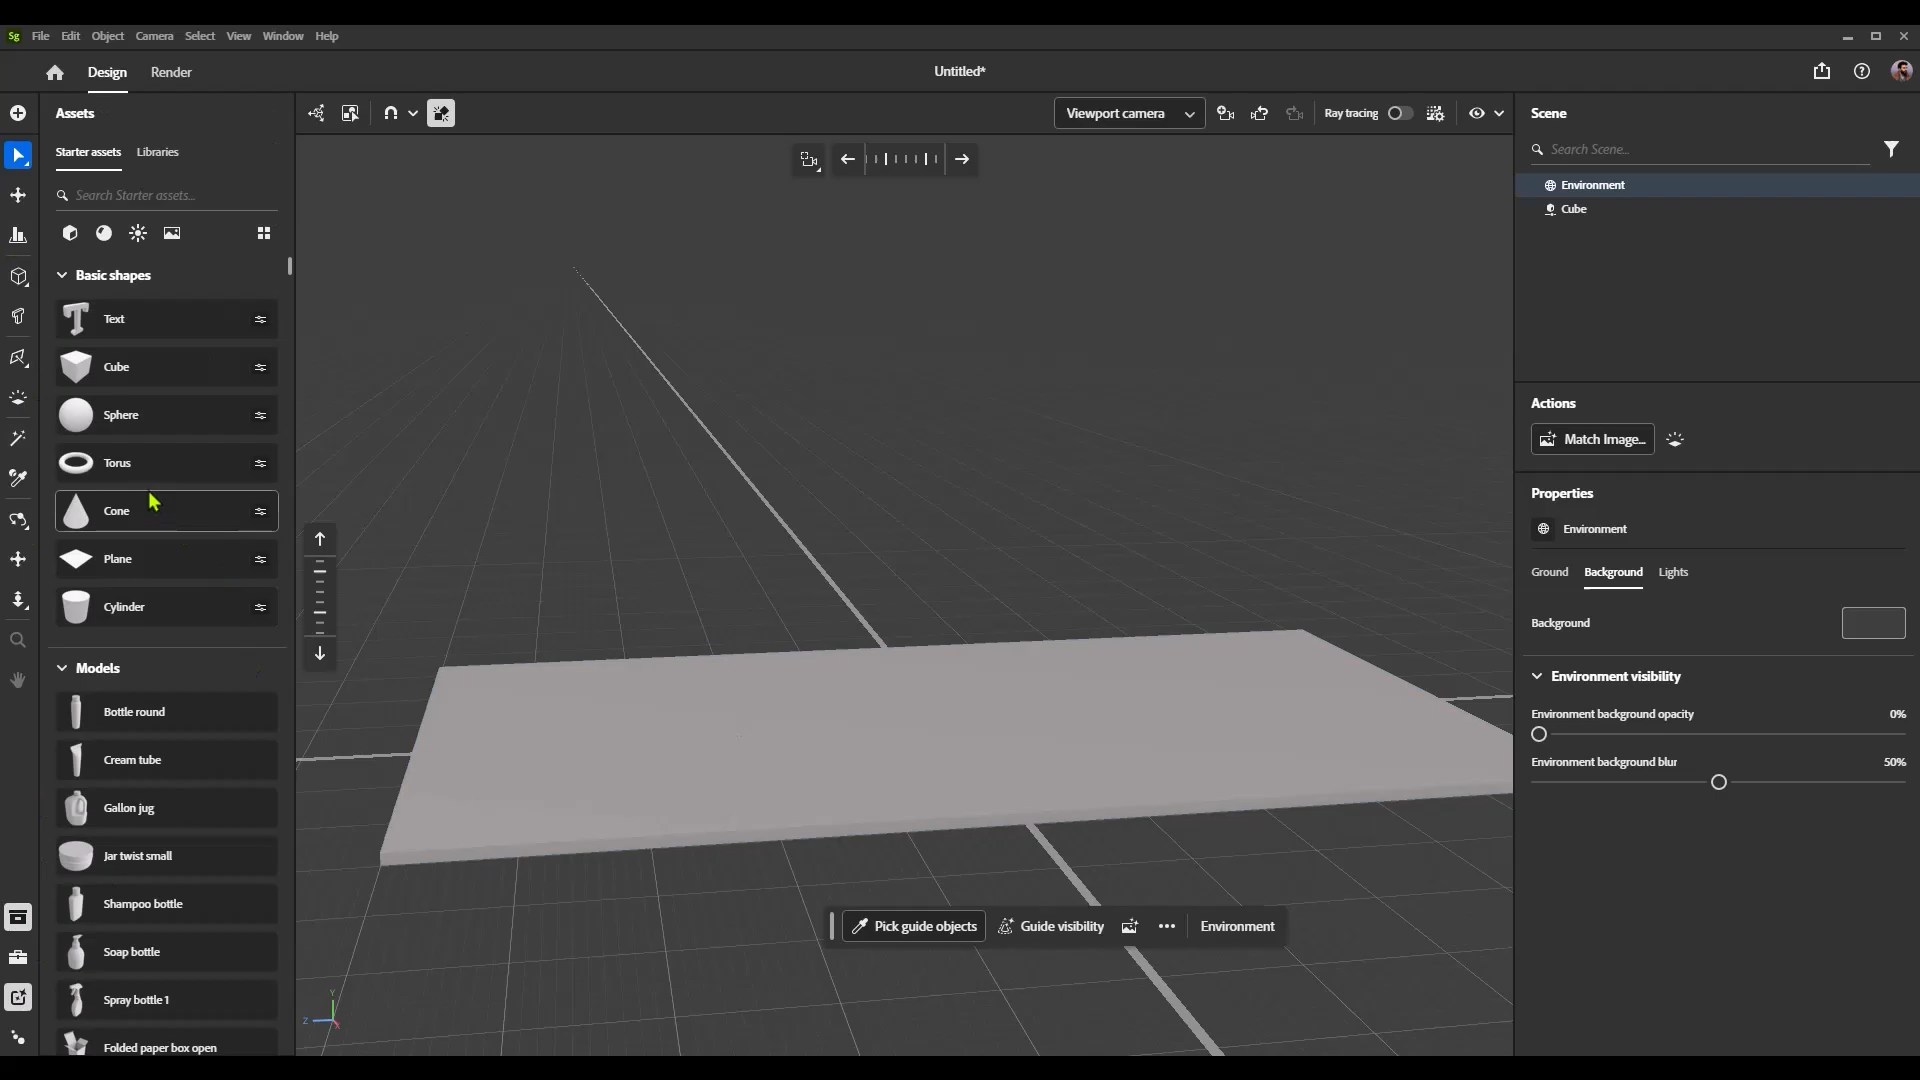 Sg File Edit Object Camera Select View Window Help
Design Render Untitled*
Assets
Viewport camera Ray tracing
Scene
Starter assets Libraries
Search Starter assets...
Search Scene...
Environment
Cube
Basic shapes
Text
Cube
Sphere
Torus
Cone
Plane
Cylinder
Models
Bottle round
Cream tube
Gallon jug
Jar twist small
Shampoo bottle
Soap bottle
Spray bottle 1
Folded paper box open
Y
Z
X
Pick guide objects Guide visibility Environment
Actions
Match Image...
Properties
Environment
Ground Background Lights
Background
Environment visibility
Environment background opacity 0%
Environment background blur 50%